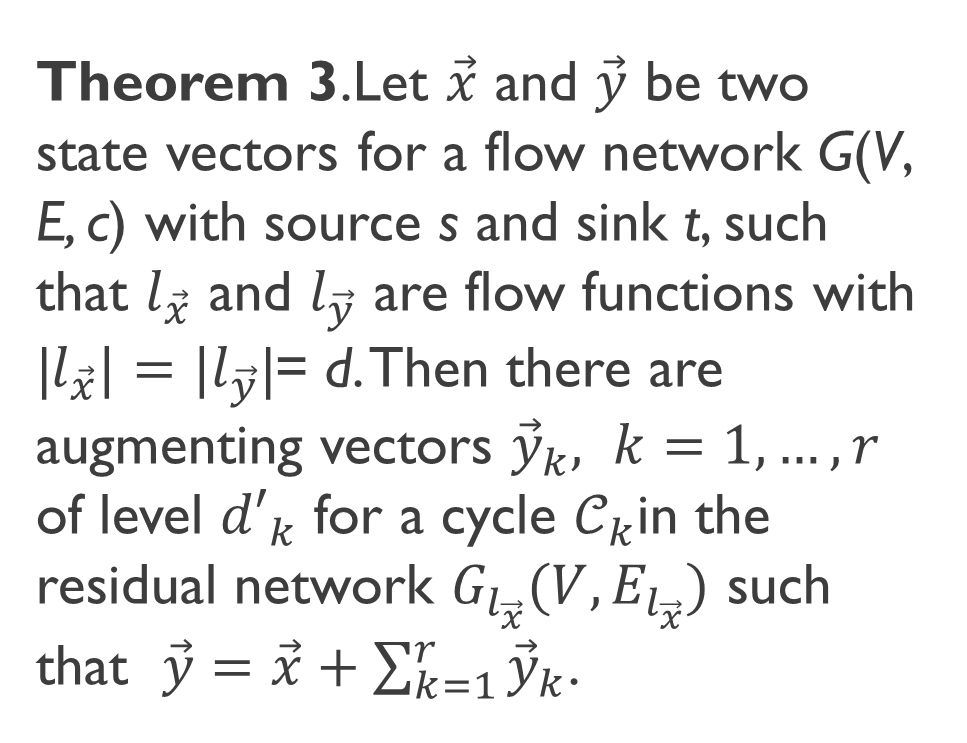 Theorem 3.Let $\vec{x}$ and $\vec{y}$ be two
state vectors for a flow network G(V,
E, c) with source s and sink t, such
that $l_{\vec{x}}$ and $l_{\vec{y}}$ are flow functions with
$|l_{\vec{x}}| = |l_{\vec{y}}|$= d.Then there are
augmenting vectors $\vec{y}_k$, $k = 1, \ldots, r$
of level $d'_k$ for a cycle $\mathcal{C}_k$in the
residual network $G_{l_{\vec{x}}}(V, E_{l_{\vec{x}}})$ such
that $\vec{y} = \vec{x} + \sum_{k=1}^{r} \vec{y}_k$.